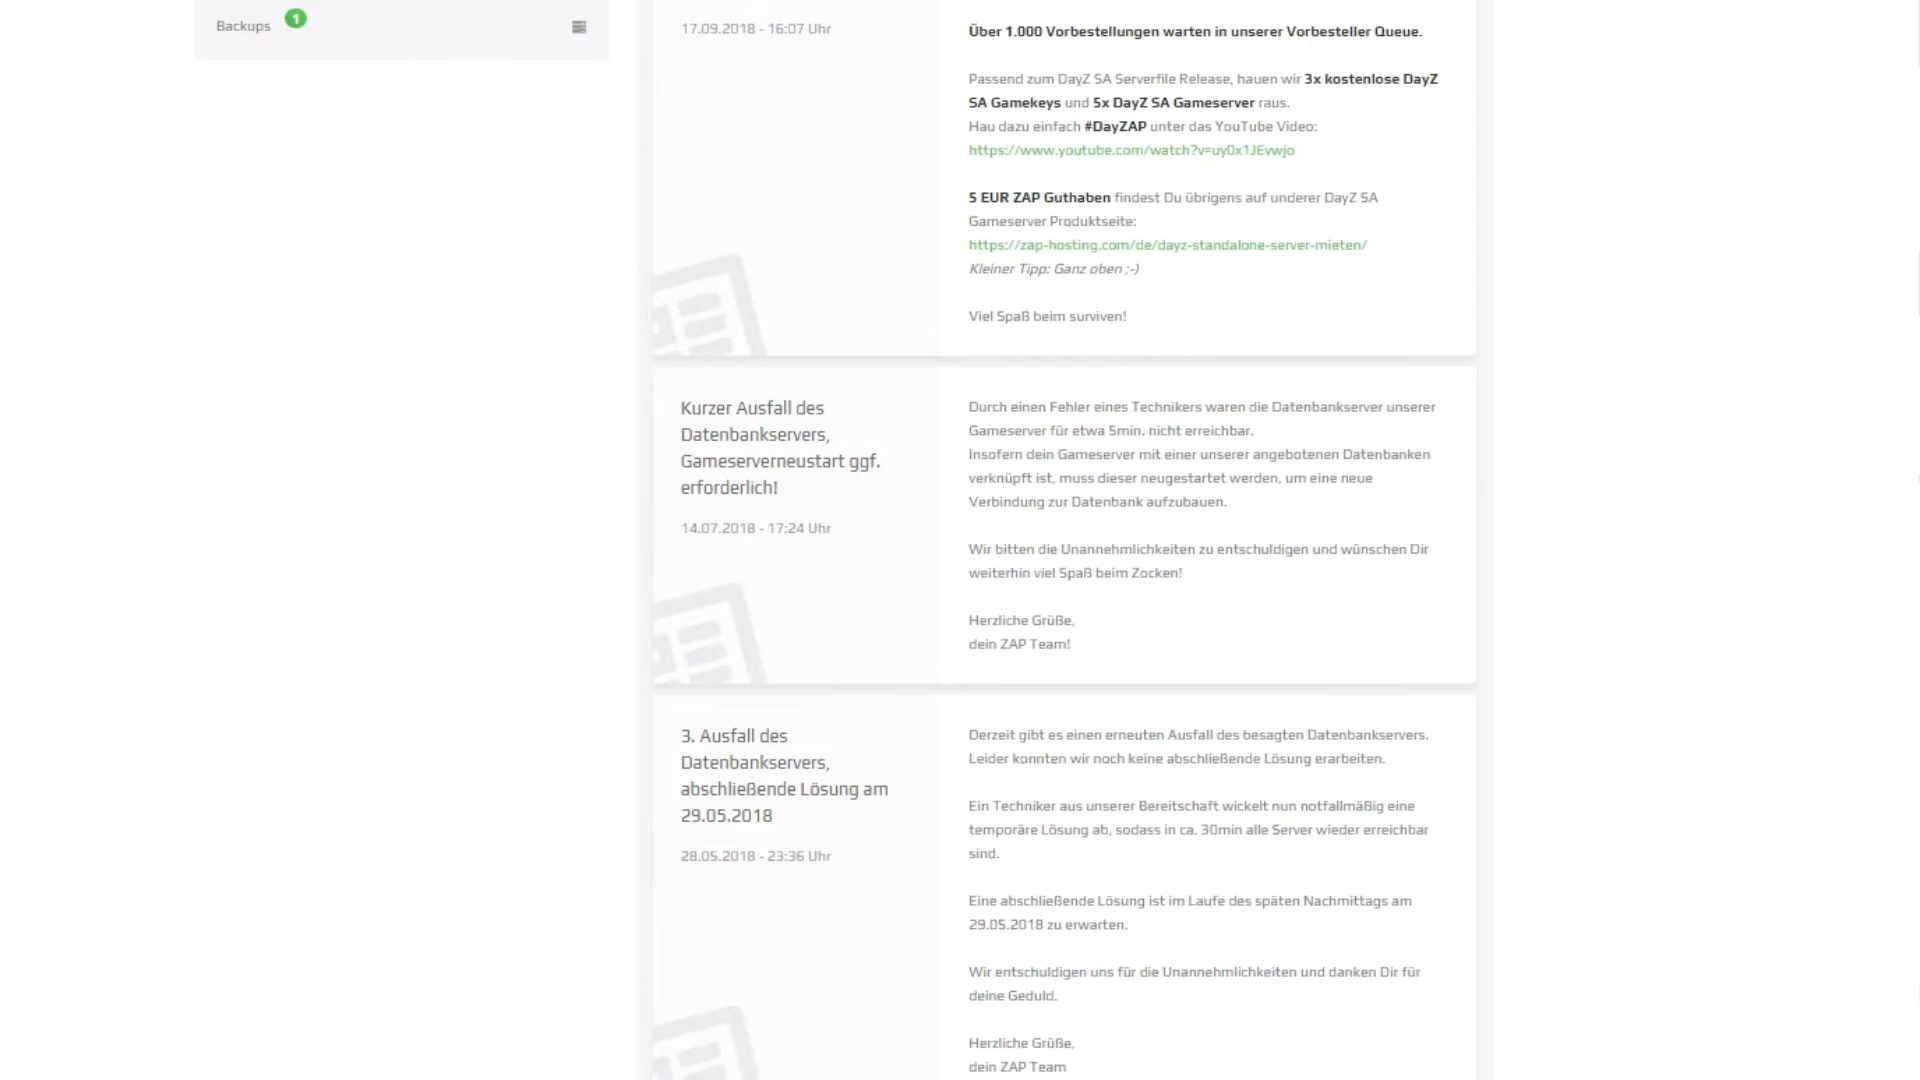 Backups
1
17.09.2018 - 16:07 Uhr
Über 1.000 Vorbestellungen warten in unserer Vorbesteller Queue.
Passend zum DayZ SA Serverfile Release, hauen wir 3x kostenlose DayZ
SA Gamekeys und 5x DayZ SA Gameserver raus.
Hau dazu einfach #DayZAP unter das YouTube Video:
https://www.youtube.com/watch?v=uy0x1JEvwjo
5 EUR ZAP Guthaben findest Du übrigens auf underer DayZ SA
Gameserver Produktseite:
https://zap-hosting.com/de/dayz-standalone-server-mieten/
Kleiner Tipp: Ganz oben ;-)
Viel Spaß beim surviven!
Kurzer Ausfall des
Datenbankservers,
Gameserverneustart ggf.
erforderlich!
14.07.2018 - 17:24 Uhr
Durch einen Fehler eines Technikers waren die Datenbankserver unserer
Gameserver für etwa 5min. nicht erreichbar.
Insofern dein Gameserver mit einer unserer angebotenen Datenbanken
verknüpft ist, muss dieser neugestartet werden, um eine neue
Verbindung zur Datenbank aufzubauen.
Wir bitten die Unannehmlichkeiten zu entschuldigen und wünschen Dir
weiterhin viel Spaß beim Zocken!
Herzliche Grüße,
dein ZAP Team!
3. Ausfall des
Datenbankservers,
abschließende Lösung am
29.05.2018
28.05.2018 - 23:36 Uhr
Derzeit gibt es einen erneuten Ausfall des besagten Datenbankservers.
Leider konnten wir noch keine abschließende Lösung erarbeiten.
Ein Techniker aus unserer Bereitschaft wickelt nun notfallmäßig eine
temporäre Lösung ab, sodass in ca. 30min alle Server wieder erreichbar
sind.
Eine abschließende Lösung ist im Laufe des späten Nachmittags am
29.05.2018 zu erwarten.
Wir entschuldigen uns für die Unannehmlichkeiten und danken Dir für
deine Geduld.
Herzliche Grüße,
dein ZAP Team